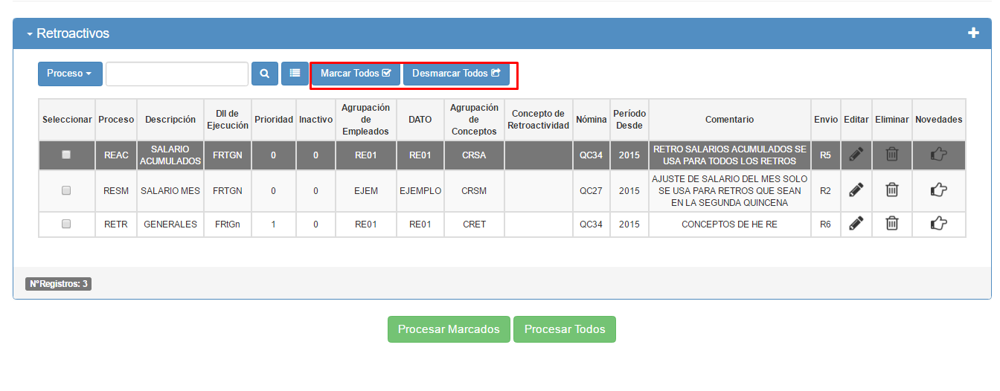 Retroactivos
Proceso Marcar Todos Desmarcar Todos
Seleccionar Proceso Descripción Dll de Ejecución Prioridad Inactivo Agrupación de Empleados DATO Agrupación de Conceptos Concepto de Retroactividad Nómina Período Desde Comentario Envio Editar Eliminar Novedades
REAC SALARIO ACUMULADOS FRTGN 0 0 RE01 RE01 CRSA QC34 2015 RETRO SALARIOS ACUMULADOS SE USA PARA TODOS LOS RETROS R5
RESM SALARIO MES FRTGN 0 0 EJEM EJEMPLO CRSM QC27 2015 AJUSTE DE SALARIO DEL MES SOLO SE USA PARA RETROS QUE SEAN EN LA SEGUNDA QUINCENA R2
RETR GENERALES FRtGn 1 0 RE01 RE01 CRET QC34 2015 CONCEPTOS DE HE RE R6
NºRegistros: 3
Procesar Marcados Procesar Todos